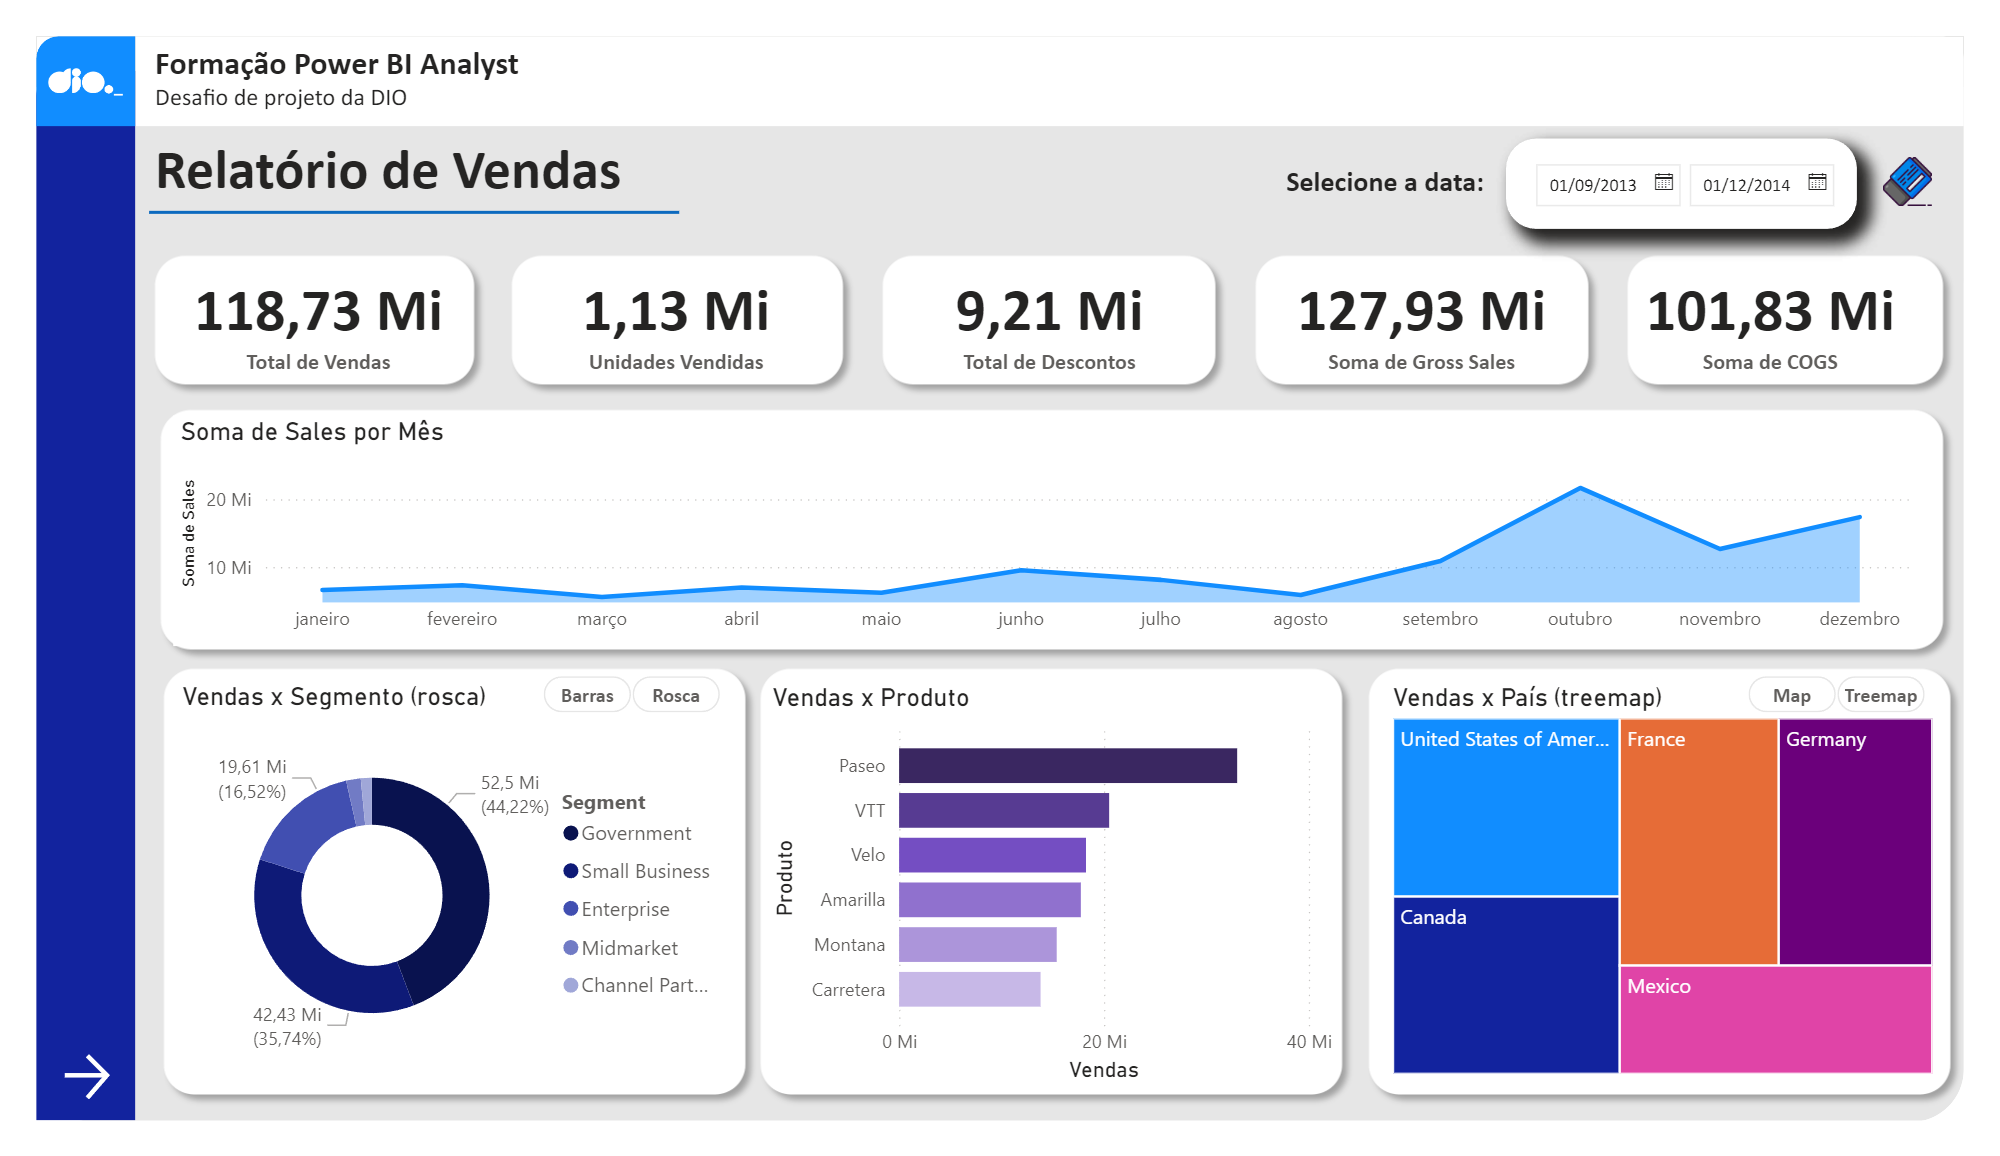 dio._
Formação Power BI Analyst
Desafio de projeto da DIO
Relatório de Vendas
Selecione a data:
01/09/2013
01/12/2014
118,73 Mi
Total de Vendas
1,13 Mi
Unidades Vendidas
9,21 Mi
Total de Descontos
127,93 Mi
Soma de Gross Sales
101,83 Mi
Soma de COGS
Soma de Sales por Mês
Soma de Sales
20 Mi
10 Mi
janeiro
fevereiro
março
abril
maio
junho
julho
agosto
setembro
outubro
novembro
dezembro
Vendas x Segmento (rosca)
Barras
Rosca
19,61 Mi
(16,52%)
52,5 Mi
(44,22%)
42,43 Mi
(35,74%)
Segment
Government
Small Business
Enterprise
Midmarket
Channel Part...
Vendas x Produto
Produto
Paseo
VTT
Velo
Amarilla
Montana
Carretera
0 Mi
20 Mi
40 Mi
Vendas
Vendas x País (treemap)
Map
Treemap
United States of Amer...
France
Germany
Canada
Mexico